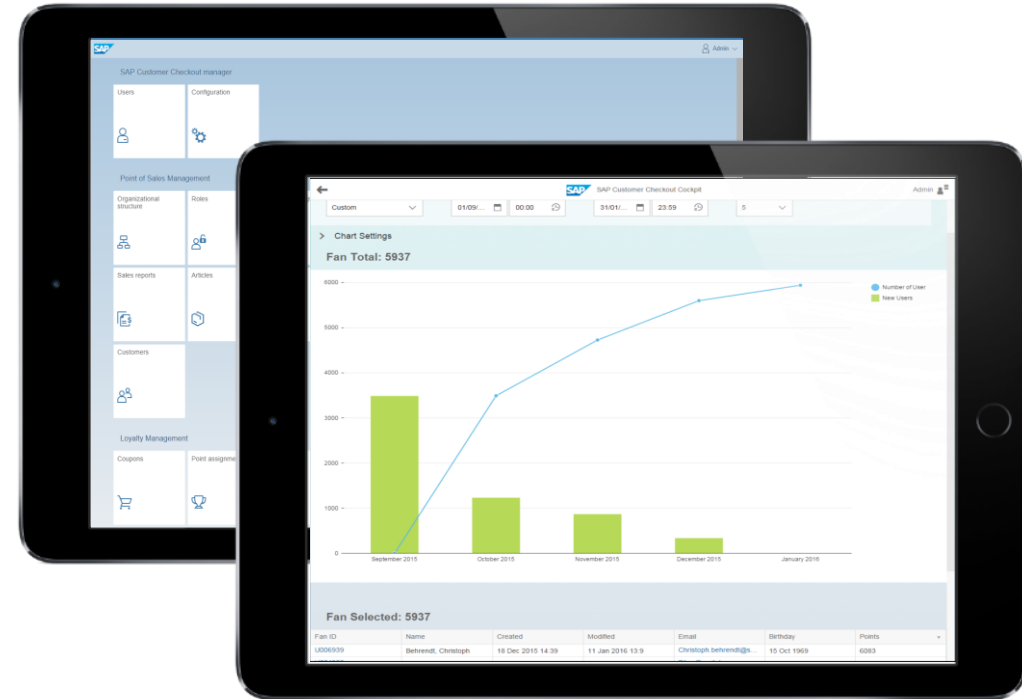 SAP
Admin
SAP Customer Checkout manager
Users
Configuration
Point of Sales Management
Organizational
structure
Roles
Sales reports
Articles
Customers
Loyalty Management
Coupons
Point assignme
SAP SAP Customer Checkout Cockpit
Admin
Custom
01/09/...
00:00
31/01/...
23:59
5
Chart Settings
Fan Total: 5937
6000
5000
4000
3000
2000
1000
0
Number of User
New Users
September 2015
October 2015
November 2015
December 2015
January 2016
Fan Selected: 5937
Fan ID Name Created Modified Email Birthday Points
U006939 Behrendt, Christoph 18 Dec 2015 14:39 11 Jan 2016 13:9 Christoph.behrendt@s... 15 Oct 1969 6083